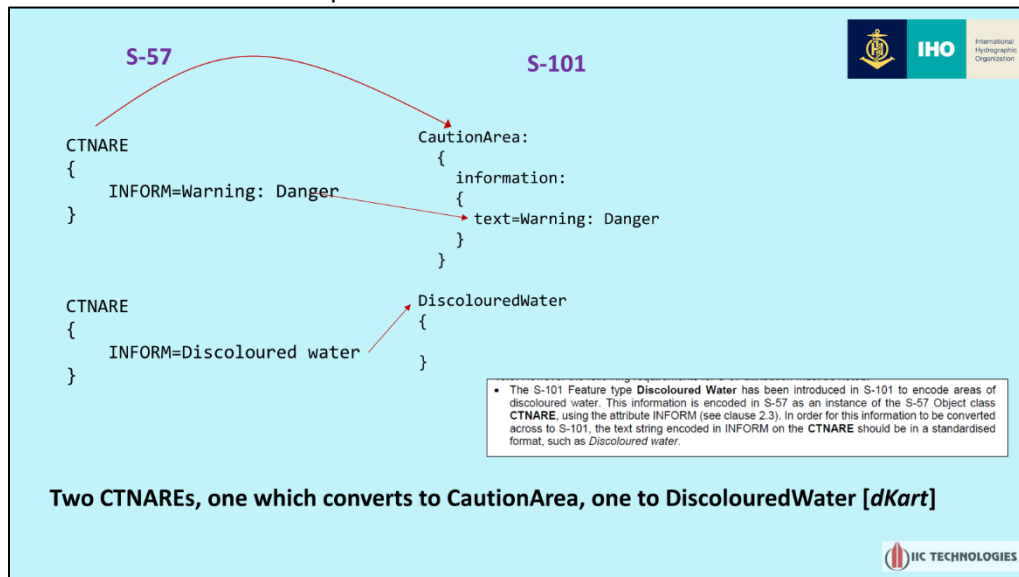 S-57
S-101
IHO
International
Hydrographic
Organization
CTNARE
{
INFORM=Warning: Danger
}
CautionArea:
{
information:
{
text=Warning: Danger
}
}
CTNARE
{
INFORM=Discoloured water
}
DiscolouredWater
{
}
• The S-101 Feature type Discoloured Water has been introduced in S-101 to encode areas of
discoloured water. This information is encoded in S-57 as an instance of the S-57 Object class
CTNARE, using the attribute INFORM (see clause 2.3). In order for this information to be converted
across to S-101, the text string encoded in INFORM on the CTNARE should be in a standardised
format, such as Discoloured water.
Two CTNAREs, one which converts to CautionArea, one to DiscolouredWater [dKart]
IIC TECHNOLOGIES